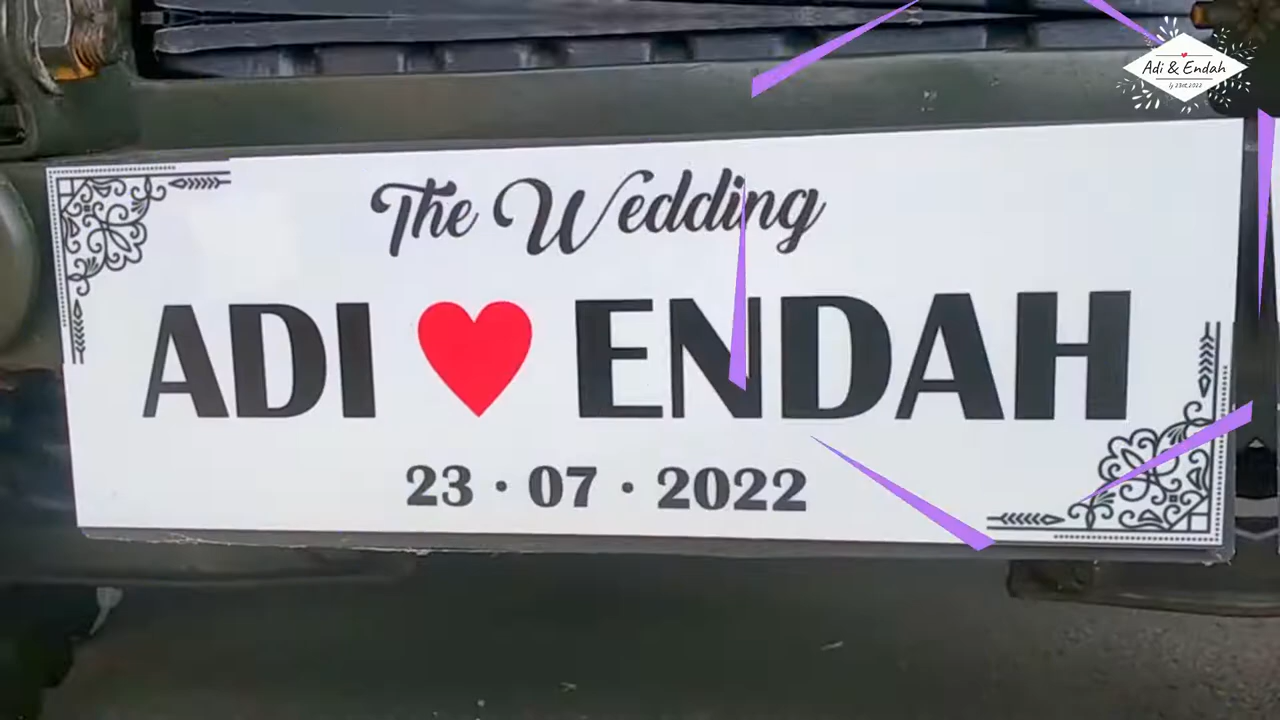 The Wedding
ADI ❤ ENDAH
23 · 07 · 2022
Adi & Endah